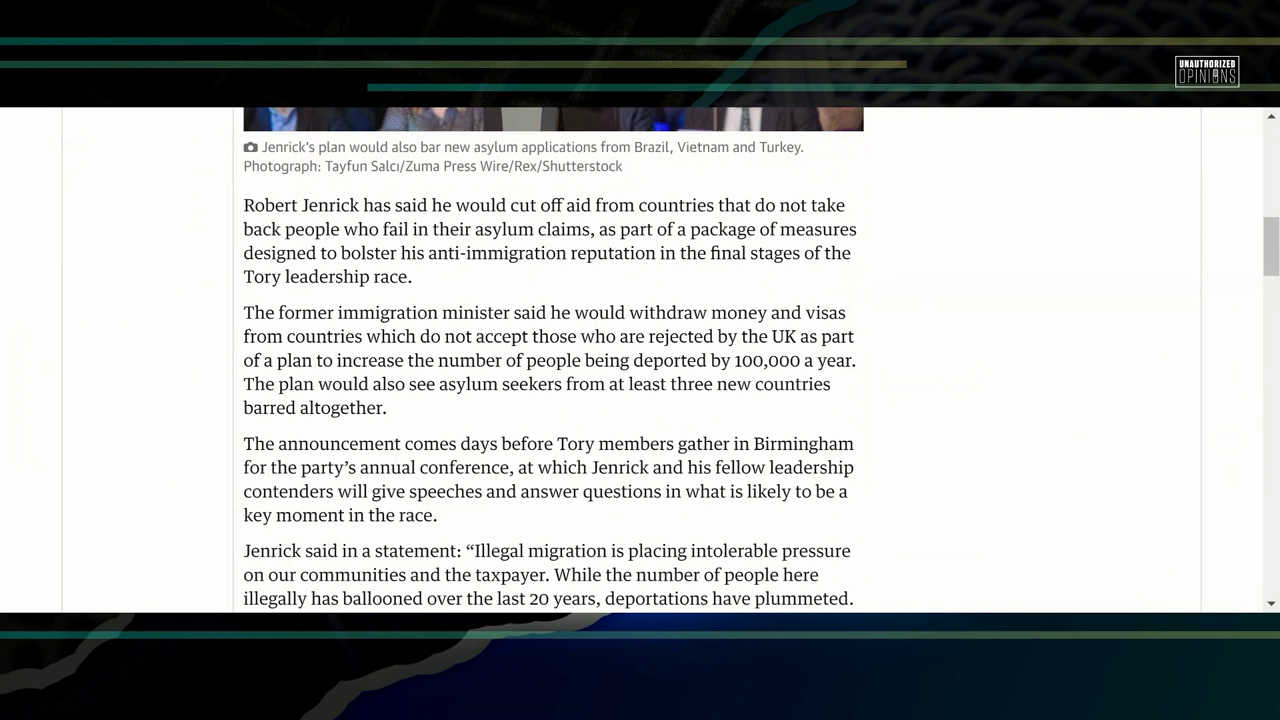 UNAUTHORIZED
OPINIONS
Jenrick's plan would also bar new asylum applications from Brazil, Vietnam and Turkey.
Photograph: Tayfun Salcı/Zuma Press Wire/Rex/Shutterstock
Robert Jenrick has said he would cut off aid from countries that do not take
back people who fail in their asylum claims, as part of a package of measures
designed to bolster his anti-immigration reputation in the final stages of the
Tory leadership race.
The former immigration minister said he would withdraw money and visas
from countries which do not accept those who are rejected by the UK as part
of a plan to increase the number of people being deported by 100,000 a year.
The plan would also see asylum seekers from at least three new countries
barred altogether.
The announcement comes days before Tory members gather in Birmingham
for the party’s annual conference, at which Jenrick and his fellow leadership
contenders will give speeches and answer questions in what is likely to be a
key moment in the race.
Jenrick said in a statement: “Illegal migration is placing intolerable pressure
on our communities and the taxpayer. While the number of people here
illegally has ballooned over the last 20 years, deportations have plummeted.